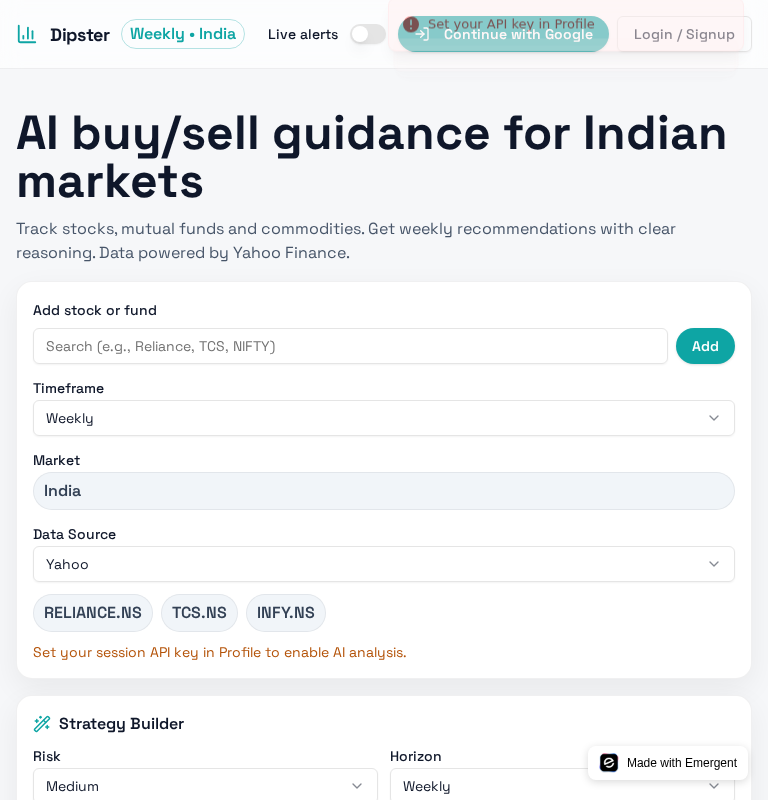 Dipster
Weekly • India
Live alerts
Set your API key in Profile
Continue with Google
Login / Signup
AI buy/sell guidance for Indian
markets
Track stocks, mutual funds and commodities. Get weekly recommendations with clear
reasoning. Data powered by Yahoo Finance.
Add stock or fund
Search (e.g., Reliance, TCS, NIFTY)
Add
Timeframe
Weekly
Market
India
Data Source
Yahoo
RELIANCE.NS
TCS.NS
INFY.NS
Set your session API key in Profile to enable AI analysis.
Strategy Builder
Risk
Horizon
Medium
Weekly
Made with Emergent